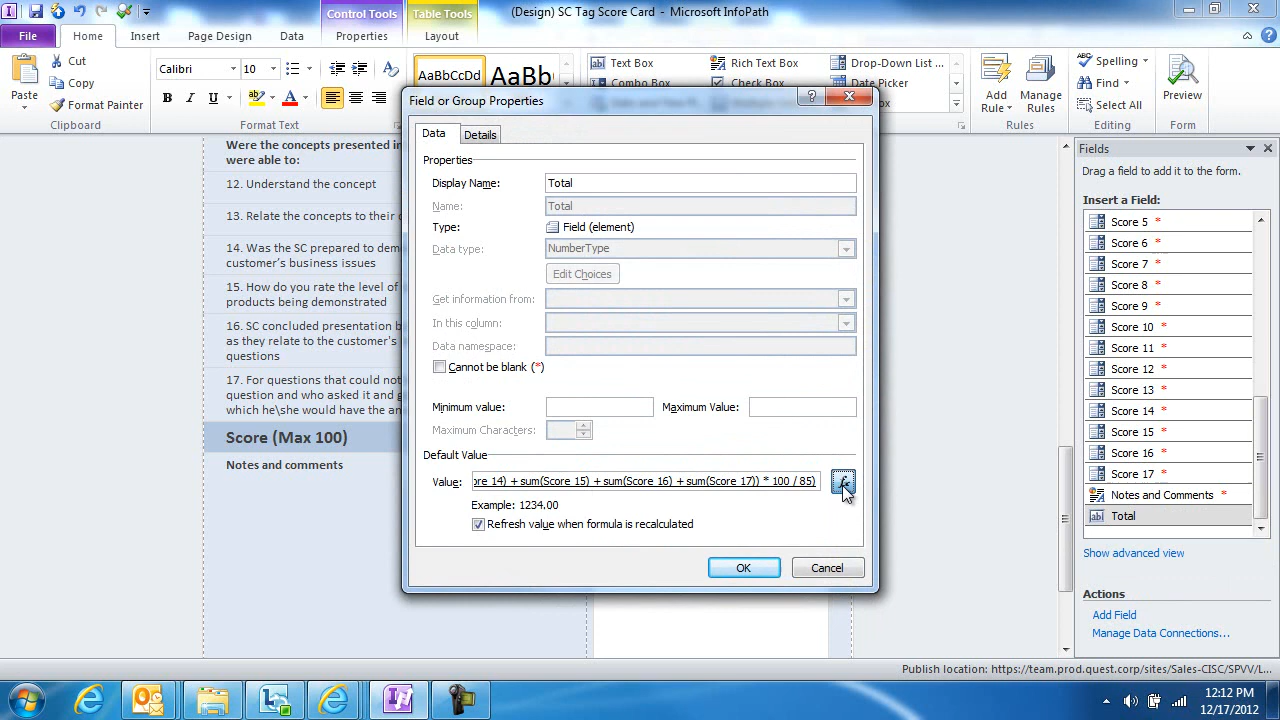 (Design) SC Tag Score Card - Microsoft InfoPath
Control Tools
Table Tools
File
Home
Insert
Page Design
Data
Properties
Layout
Paste
Cut
Copy
Format Painter
Clipboard
Calibri
10
B
I
U
Format Text
AaBbCcDd
AaBb
Text Box
Combo Box
Rich Text Box
Check Box
Drop-Down List ...
Date Picker
Add
Rule
Manage
Rules
Rules
Spelling
Find
Select All
Editing
Preview
Form
Were the concepts presented in
were able to:
12. Understand the concept
13. Relate the concepts to their
14. Was the SC prepared to dem
customer's business issues
15. How do you rate the level of
products being demonstrated
16. SC concluded presentation b
as they relate to the customer's
questions
17. For questions that could not
question and who asked it and g
which he\she would have the an
Score (Max 100)
Notes and comments
Field or Group Properties
Data
Details
Properties
Display Name:
Total
Name:
Total
Type:
Field (element)
Data type:
NumberType
Edit Choices
Get information from:
In this column:
Data namespace:
Cannot be blank (*)
Minimum value:
Maximum Value:
Maximum Characters:
Default Value
Value:
ore 14) + sum(Score 15) + sum(Score 16) + sum(Score 17)) * 100 / 85)
Example: 1234.00
Refresh value when formula is recalculated
OK
Cancel
Fields
Drag a field to add it to the form.
Insert a Field:
Score 5 *
Score 6 *
Score 7 *
Score 8 *
Score 9 *
Score 10 *
Score 11 *
Score 12 *
Score 13 *
Score 14 *
Score 15 *
Score 16 *
Score 17 *
Notes and Comments *
Total
Show advanced view
Actions
Add Field
Manage Data Connections...
Publish location: https://team.prod.quest.corp/sites/Sales-CISC/SPVV/L...
12:12 PM
12/17/2012